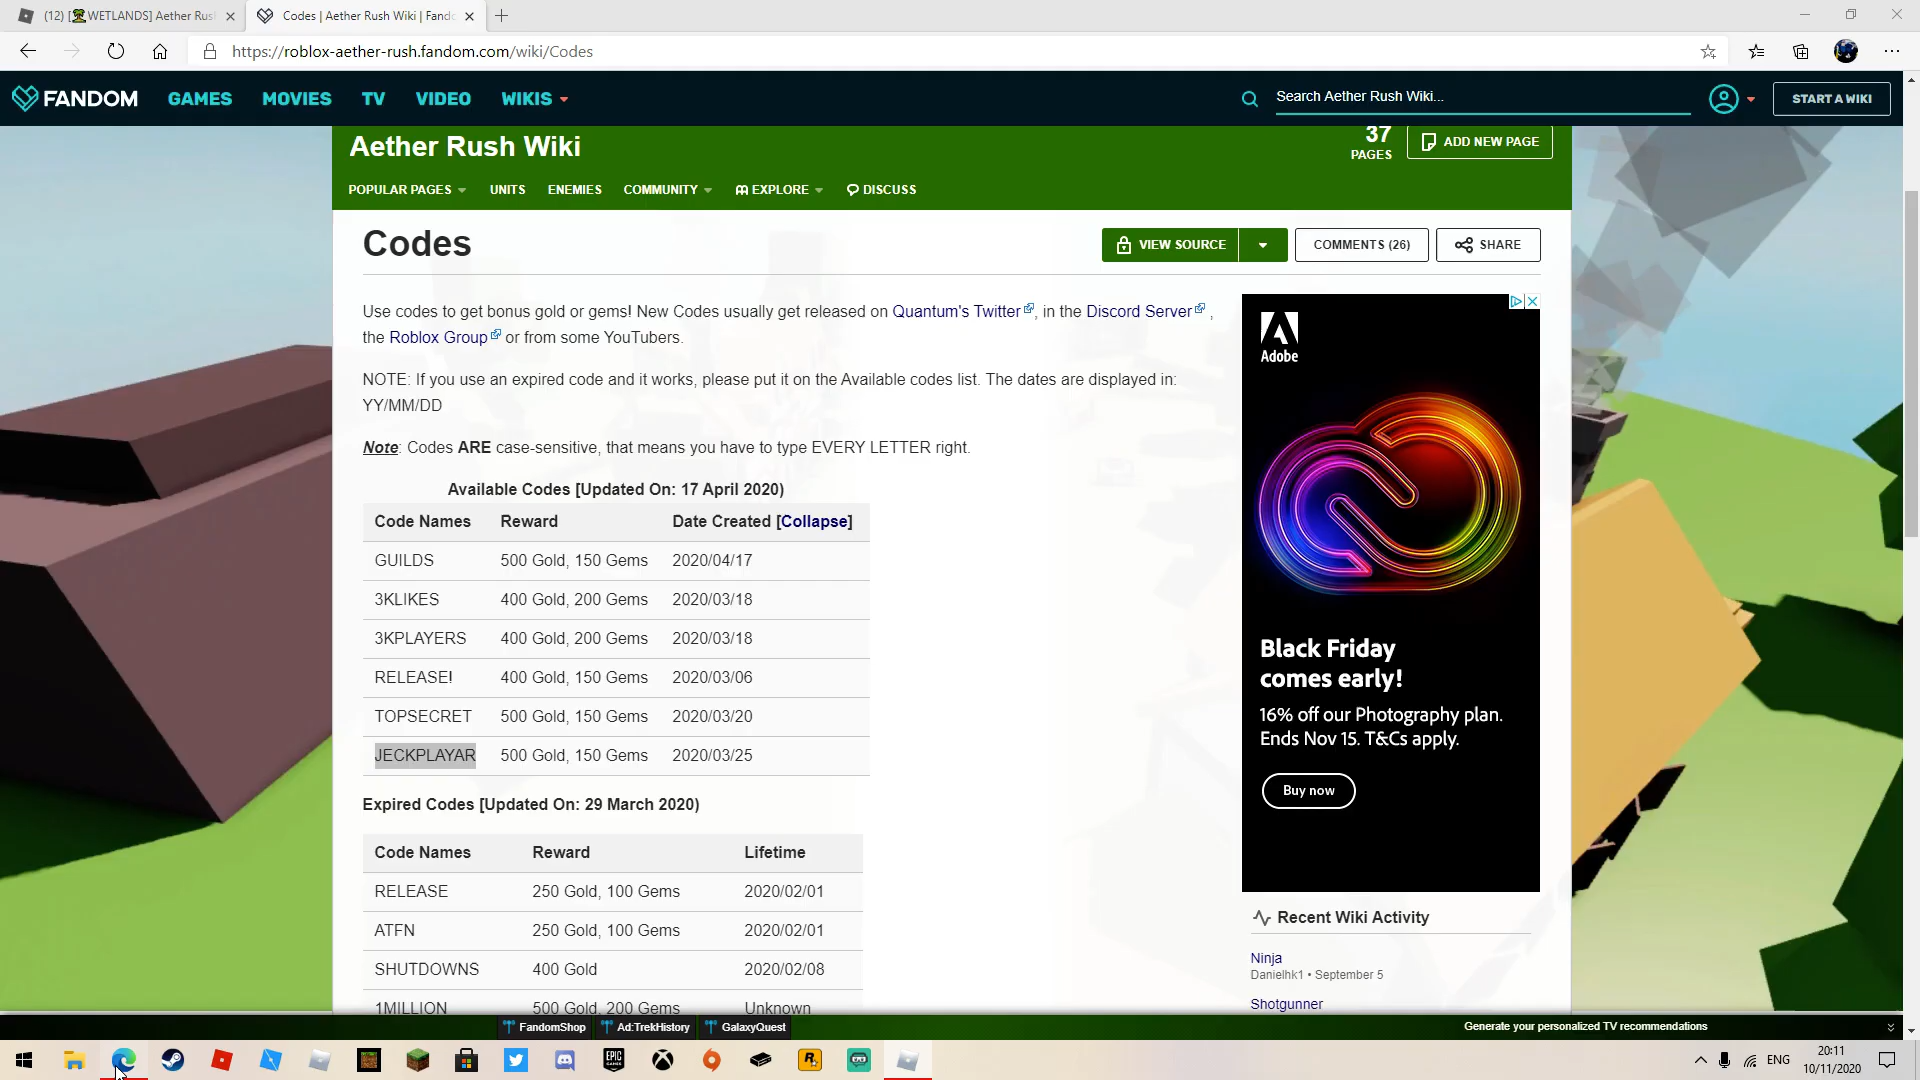 (12) [WETLANDS] Aether Rus
Codes | Aether Rush Wiki | Fand
https://roblox-aether-rush.fandom.com/wiki/Codes
FANDOM GAMES MOVIES TV VIDEO WIKIS
Search Aether Rush Wiki...
START A WIKI
Aether Rush Wiki
37
PAGES
ADD NEW PAGE
POPULAR PAGES UNITS ENEMIES COMMUNITY EXPLORE DISCUSS
Codes
VIEW SOURCE
COMMENTS (26)
SHARE
Use codes to get bonus gold or gems! New Codes usually get released on Quantum's Twitter, in the Discord Server ,
the Roblox Group or from some YouTubers.
NOTE: If you use an expired code and it works, please put it on the Available codes list. The dates are displayed in:
YY/MM/DD
Note: Codes ARE case-sensitive, that means you have to type EVERY LETTER right.
Available Codes [Updated On: 17 April 2020)
Code Names Reward Date Created [Collapse]
GUILDS 500 Gold, 150 Gems 2020/04/17
3KLIKES 400 Gold, 200 Gems 2020/03/18
3KPLAYERS 400 Gold, 200 Gems 2020/03/18
RELEASE! 400 Gold, 150 Gems 2020/03/06
TOPSECRET 500 Gold, 150 Gems 2020/03/20
JECKPLAYAR 500 Gold, 150 Gems 2020/03/25
Expired Codes [Updated On: 29 March 2020)
Code Names Reward Lifetime
RELEASE 250 Gold, 100 Gems 2020/02/01
ATFN 250 Gold, 100 Gems 2020/02/01
SHUTDOWNS 400 Gold 2020/02/08
1MILLION 500 Gold, 200 Gems Unknown
Adobe
Black Friday
comes early!
16% off our Photography plan.
Ends Nov 15. T&Cs apply.
Buy now
Recent Wiki Activity
Ninja
Danielhk1 • September 5
Shotgunner
FandomShop Ad:TrekHistory GalaxyQuest
Generate your personalized TV recommendations
EPIC
GAMES
R
ENG
20:11
10/11/2020